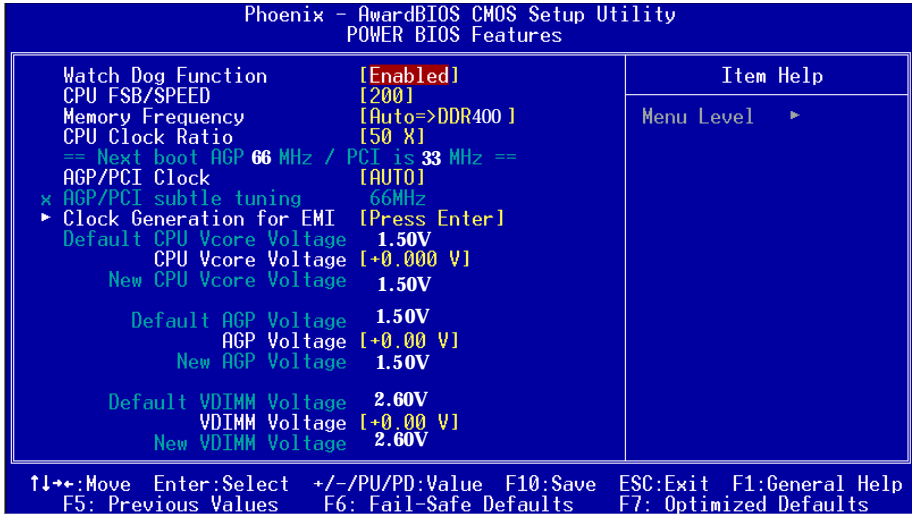 Phoenix - AwardBIOS CMOS Setup Utility
POWER BIOS Features
Watch Dog Function [Enabled]
CPU FSB/SPEED [200]
Memory Frequency [Auto=>DDR400 ]
CPU Clock Ratio [50 X]
== Next boot AGP 66 MHz / PCI is 33 MHz ==
AGP/PCI Clock [AUTO]
x AGP/PCI subtle tuning 66MHz
► Clock Generation for EMI [Press Enter]
Default CPU Vcore Voltage 1.50V
CPU Vcore Voltage [+0.000 V]
New CPU Vcore Voltage 1.50V
Default AGP Voltage 1.50V
AGP Voltage [+0.00 V]
New AGP Voltage 1.50V
Default VDIMM Voltage 2.60V
VDIMM Voltage [+0.00 V]
New VDIMM Voltage 2.60V
Item Help
Menu Level ►
↑↓→←:Move Enter:Select +/-/PU/PD:Value F10:Save ESC:Exit F1:General Help
F5: Previous Values F6: Fail-Safe Defaults F7: Optimized Defaults